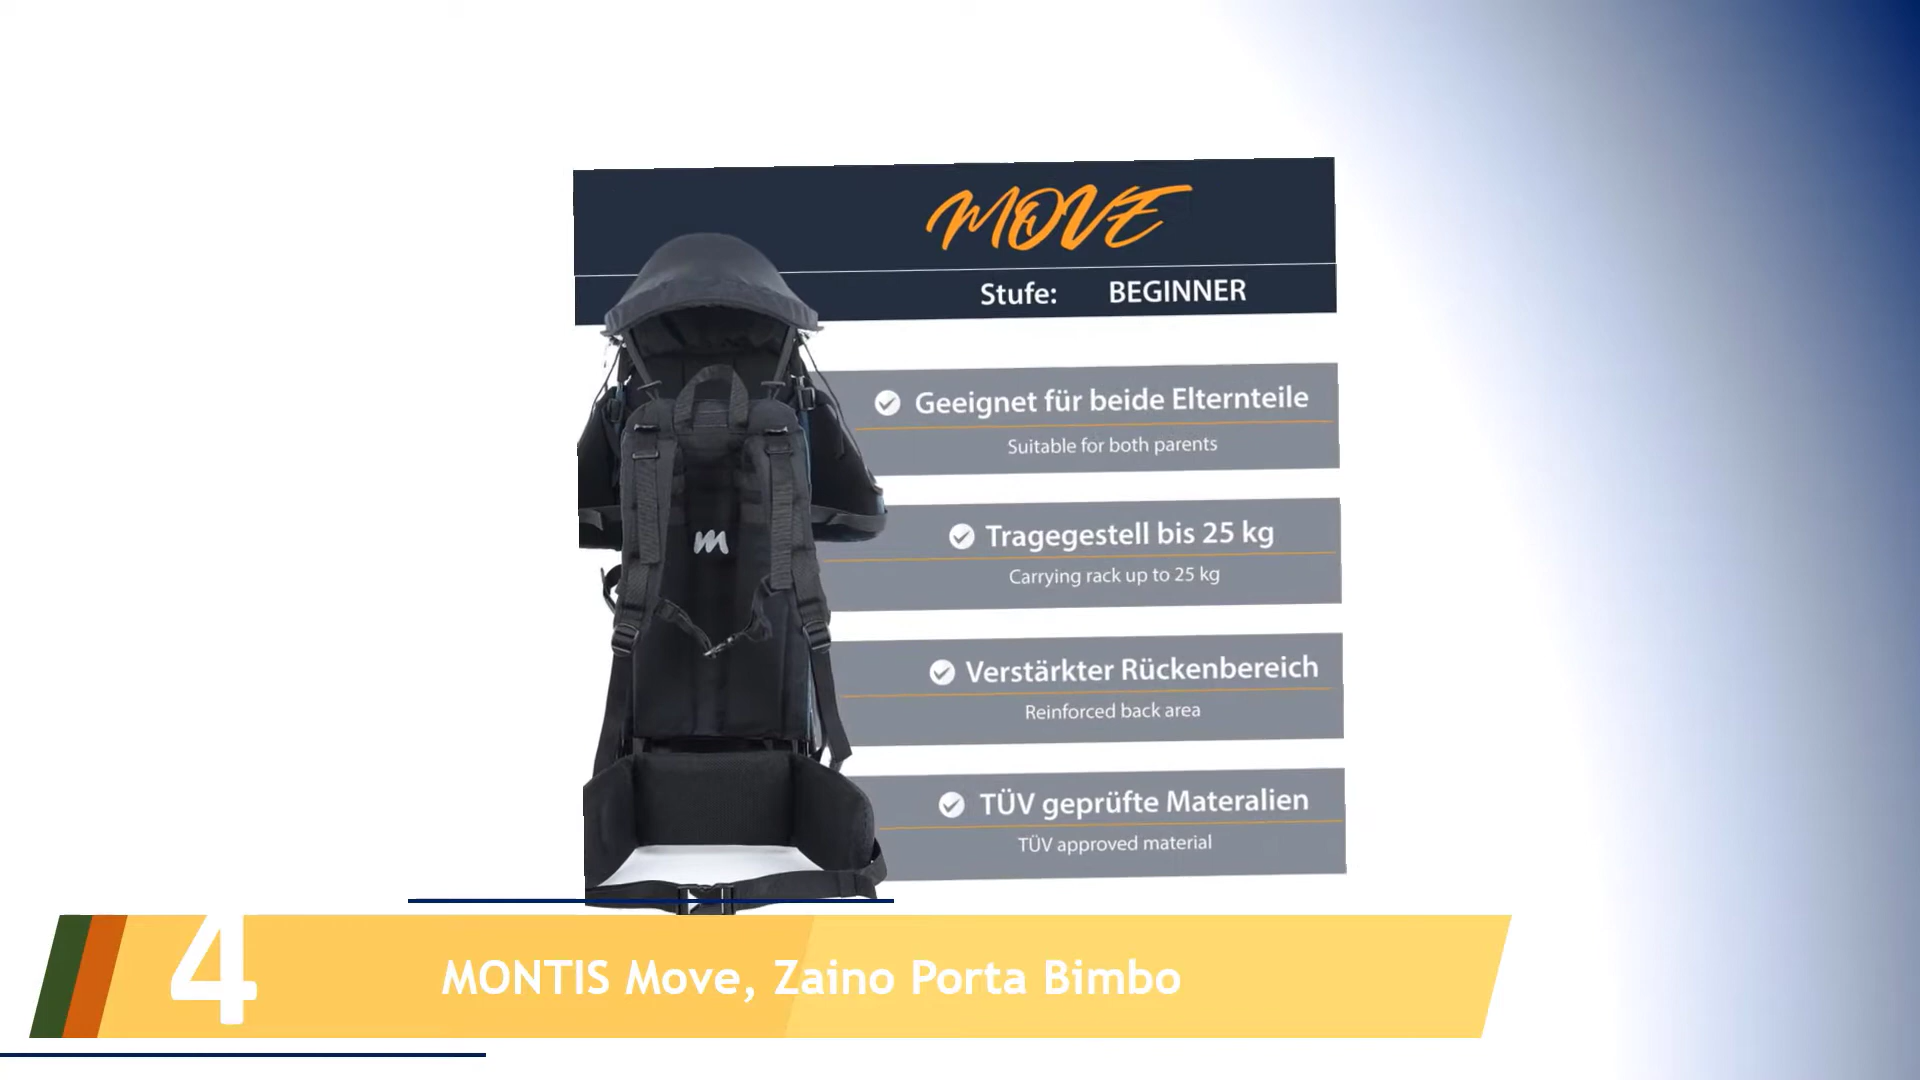 MOVE
Stufe: BEGINNER
Geeignet für beide Elternteile
Suitable for both parents
m
Tragegestell bis 25 kg
Carrying rack up to 25 kg
Verstärkter Rückenbereich
Reinforced back area
TÜV geprüfte Materalien
TÜV approved material
4
MONTIS Move, Zaino Porta Bimbo